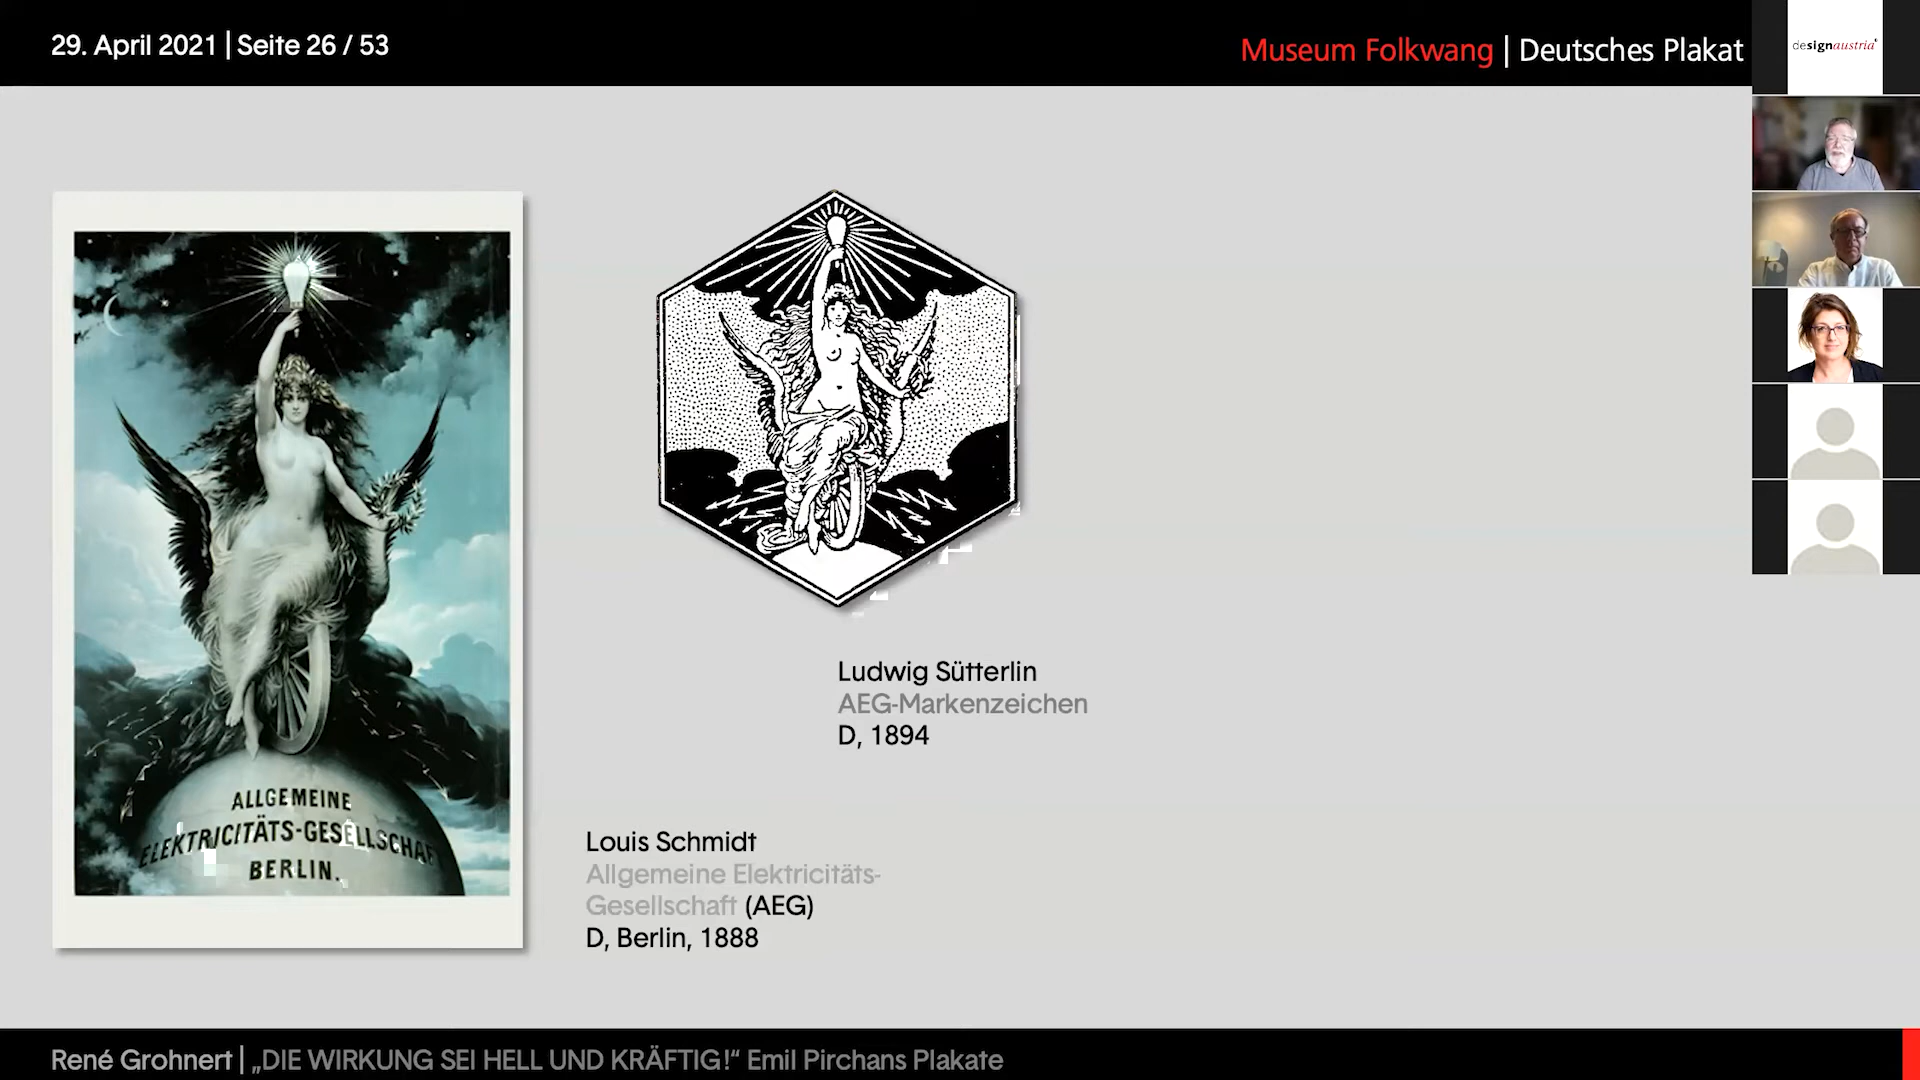 29. April 2021 | Seite 26 / 53
Museum Folkwang | Deutsches Plakat
designaustria
ALLGEMEINE
ELEKTRICITÄTS-GESELLSCHAF
BERLIN.
Ludwig Sütterlin
AEG-Markenzeichen
D, 1894
Louis Schmidt
Allgemeine Elektricitäts-
Gesellschaft (AEG)
D, Berlin, 1888
René Grohnert | „DIE WIRKUNG SEI HELL UND KRÄFTIG!“ Emil Pirchans Plakate